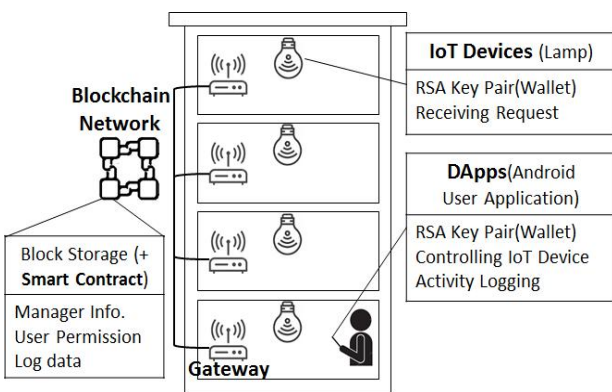 Blockchain
Network
Block Storage (+
Smart Contract)
Manager Info.
User Permission
Log data
Gateway
IoT Devices (Lamp)
RSA Key Pair(Wallet)
Receiving Request
DApps(Android
User Application)
RSA Key Pair(Wallet)
Controlling IoT Device
Activity Logging